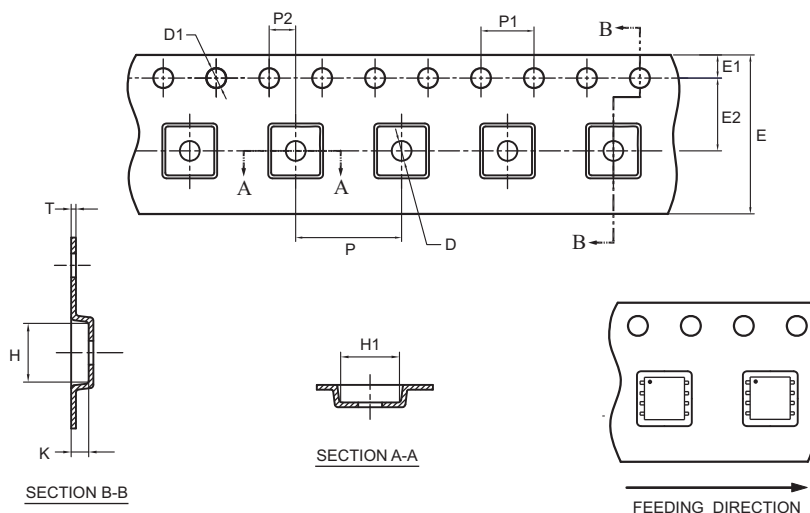 P2
P1
B
D1
E1
E2
E
A
A
T
P
D
B
H
H1
K
SECTION A-A
SECTION B-B
FEEDING DIRECTION